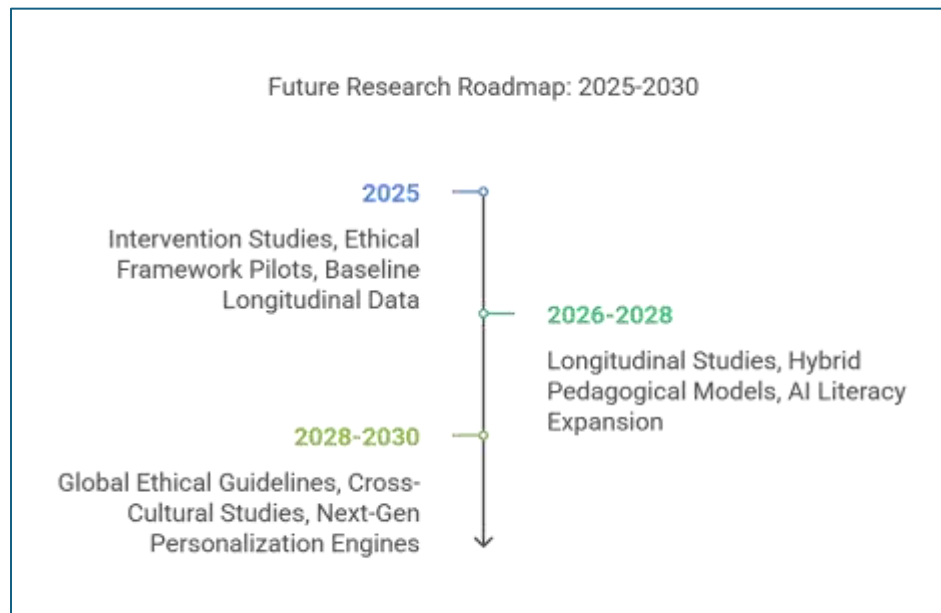 Future Research Roadmap: 2025-2030
2025
Intervention Studies, Ethical
Framework Pilots, Baseline
Longitudinal Data
2026-2028
Longitudinal Studies, Hybrid
Pedagogical Models, AI Literacy
Expansion
2028-2030
Global Ethical Guidelines, Cross-
Cultural Studies, Next-Gen
Personalization Engines